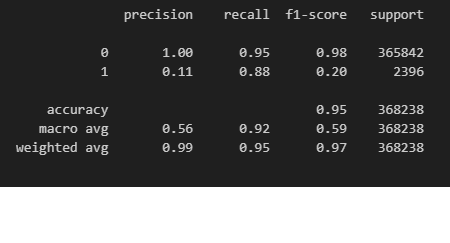 precision recall f1-score support
0 1.00 0.95 0.98 365842
1 0.11 0.88 0.20 2396
accuracy 0.95 368238
macro avg 0.56 0.92 0.59 368238
weighted avg 0.99 0.95 0.97 368238